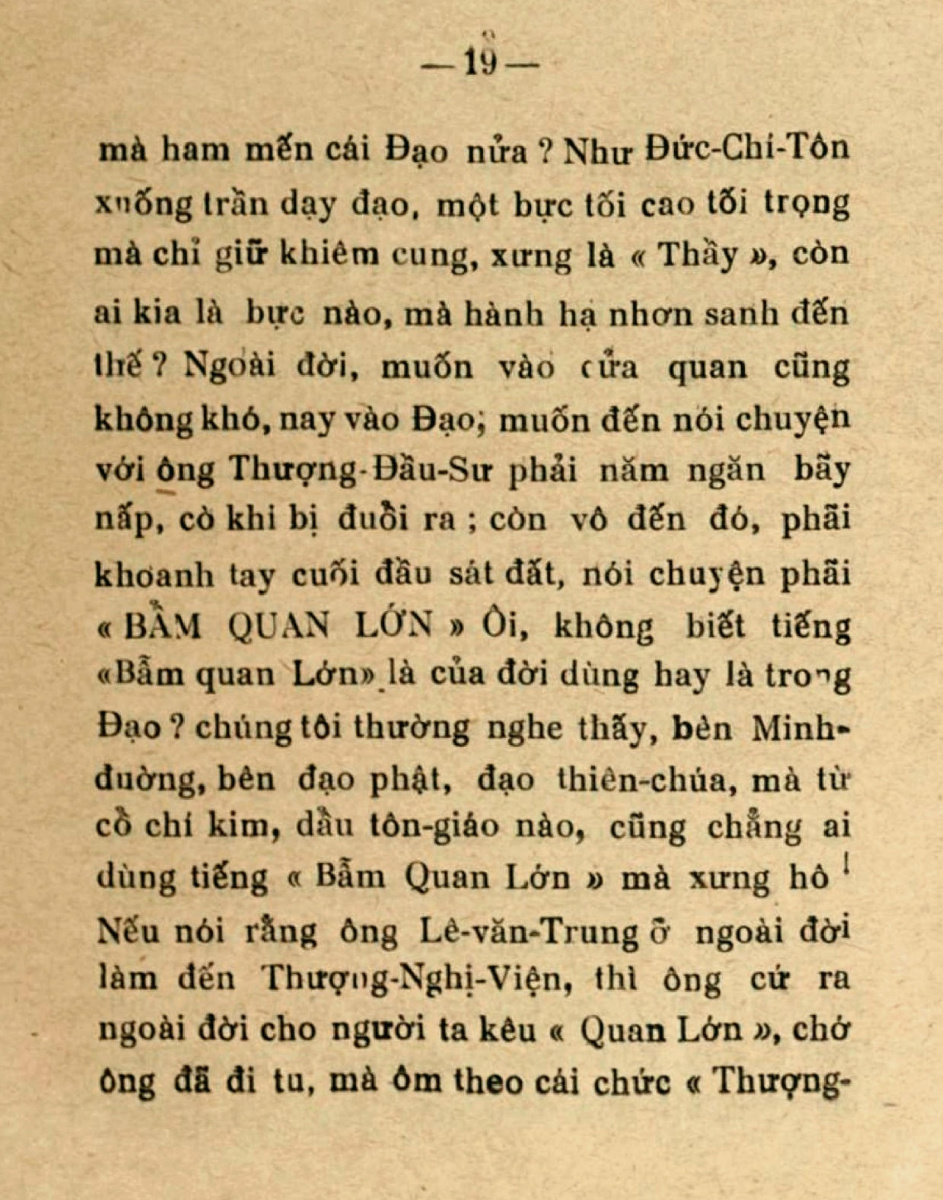 — 19 —
mà ham mến cái Đạo nửa ? Như Đức-Chí-Tôn
xuống trần dạy đạo, một bực tối cao tối trọng
mà chỉ giữ khiêm cung, xưng là « Thầy », còn
ai kia là bực nào, mà hành hạ nhơn sanh đến
thế ? Ngoài đời, muốn vào cửa quan cũng
không khó, nay vào Đạo; muốn đến nói chuyện
với ông Thượng-Đầu-Sư phải năm ngăn bãy
nấp, cò khi bị đuồi ra ; còn vô đến đó, phãi
khoanh tay cuối đầu sát đất, nói chuyện phãi
« BẨM QUAN LỚN » Ôi, không biết tiếng
«Bẫm quan Lớn» là của đời dùng hay là trong
Đạo ? chúng tôi thường nghe thấy, bèn Minh-
đuờng, bên đạo phật, đạo thiên-chúa, mà từ
cồ chí kim, dầu tôn-giáo nào, cũng chẳng ai
dùng tiếng « Bẫm Quan Lớn » mà xưng hô !
Nếu nói rằng ông Lê-văn-Trung ở ngoài đời
làm đến Thượng-Nghị-Viện, thì ông cứ ra
ngoài đời cho người ta kêu « Quan Lớn », chớ
ông đã đi tu, mà ôm theo cái chức « Thượng-